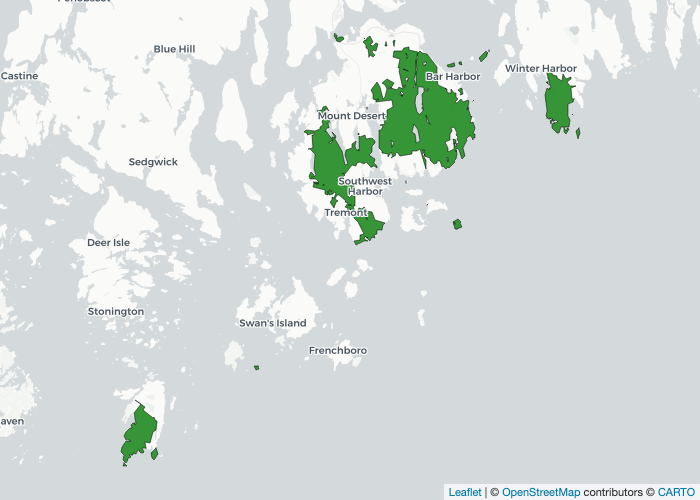 Penobscot
Blue Hill
Castine
Bar Harbor
Winter Harbor
Mount Desert
Sedgwick
Southwest
Harbor
Tremont
Deer Isle
Stonington
Swan's Island
Frenchboro
aven
Leaflet | © OpenStreetMap contributors © CARTO